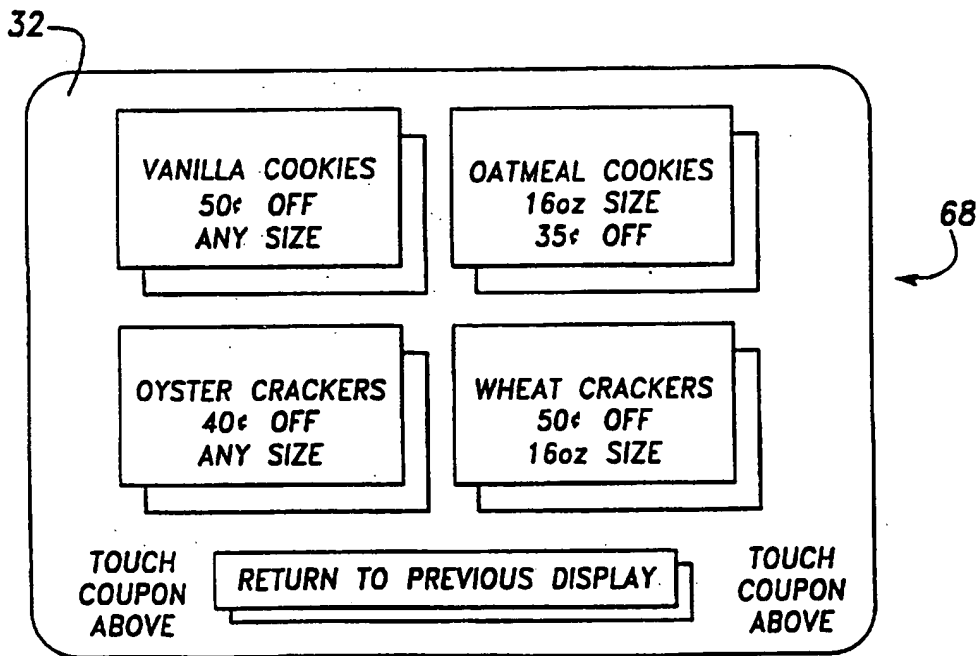 32
VANILLA COOKIES
50¢ OFF
ANY SIZE
OATMEAL COOKIES
16oz SIZE
35¢ OFF
68
OYSTER CRACKERS
40¢ OFF
ANY SIZE
WHEAT CRACKERS
50¢ OFF
16oz SIZE
TOUCH
COUPON
ABOVE
RETURN TO PREVIOUS DISPLAY
TOUCH
COUPON
ABOVE